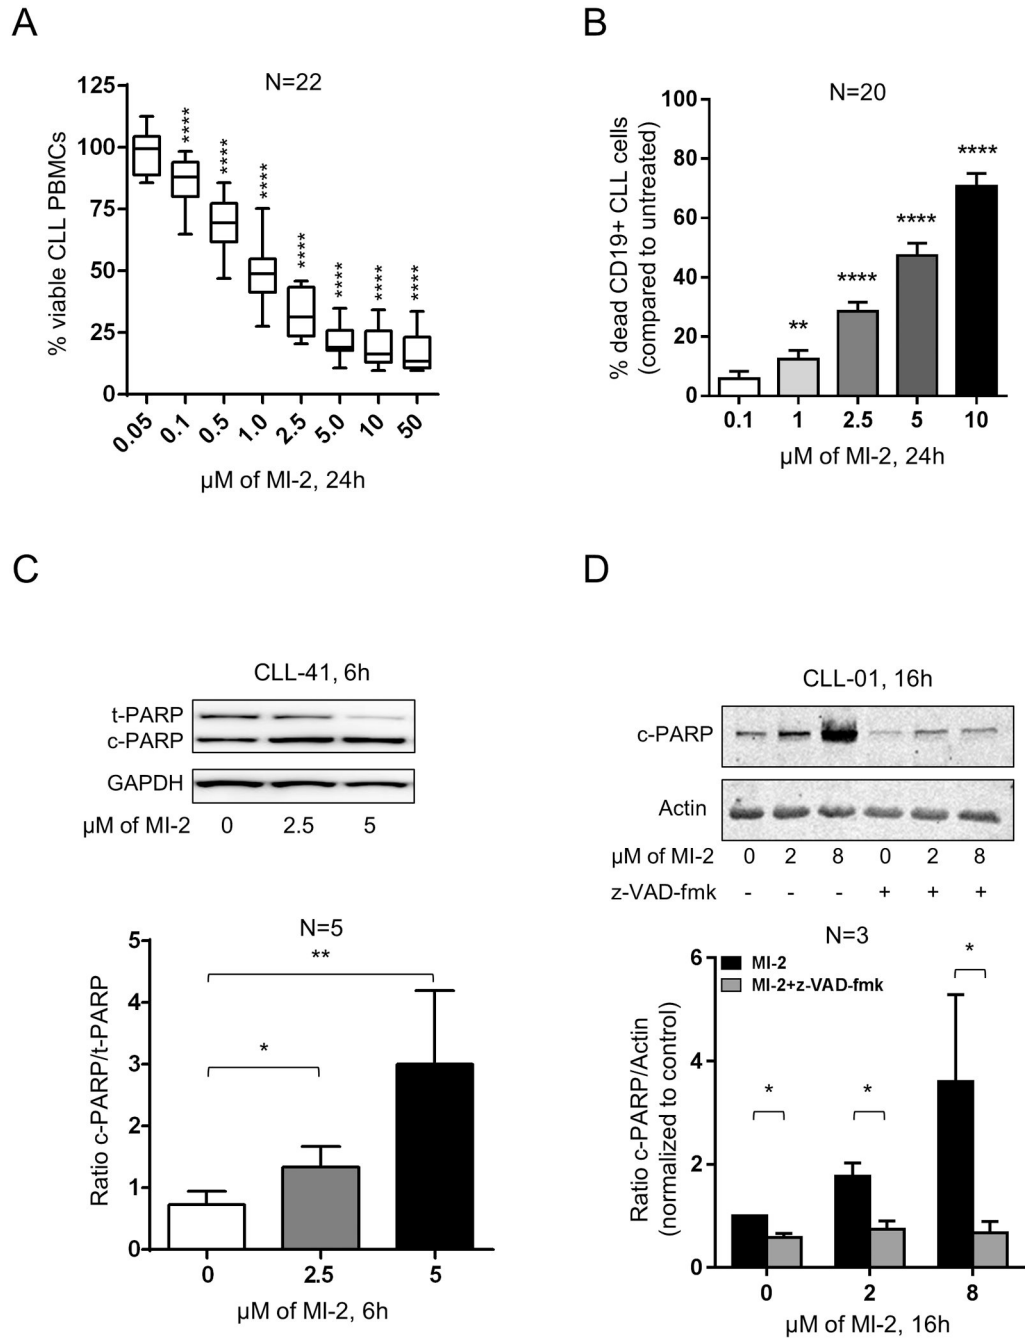 A
N=22
% viable CLL PBMCs
125
100
75
50
25
0
**** **** **** **** **** **** ****
0.05 0.1 0.5 1.0 2.5 5.0 10 50
µM of MI-2, 24h
B
N=20
% dead CD19+ CLL cells
(compared to untreated)
100
80
60
40
20
0
** **** **** ****
0.1 1 2.5 5 10
µM of MI-2, 24h
C
CLL-41, 6h
t-PARP
c-PARP
GAPDH
µM of MI-2 0 2.5 5
N=5
Ratio c-PARP/t-PARP
5
4
3
2
1
0
**
*
0 2.5 5
µM of MI-2, 6h
D
CLL-01, 16h
c-PARP
Actin
µM of MI-2 0 2 8 0 2 8
z-VAD-fmk - - - + + +
N=3
MI-2
MI-2+z-VAD-fmk
Ratio c-PARP/Actin
(normalized to control)
6
4
2
0
* * *
0 2 8
µM of MI-2, 16h